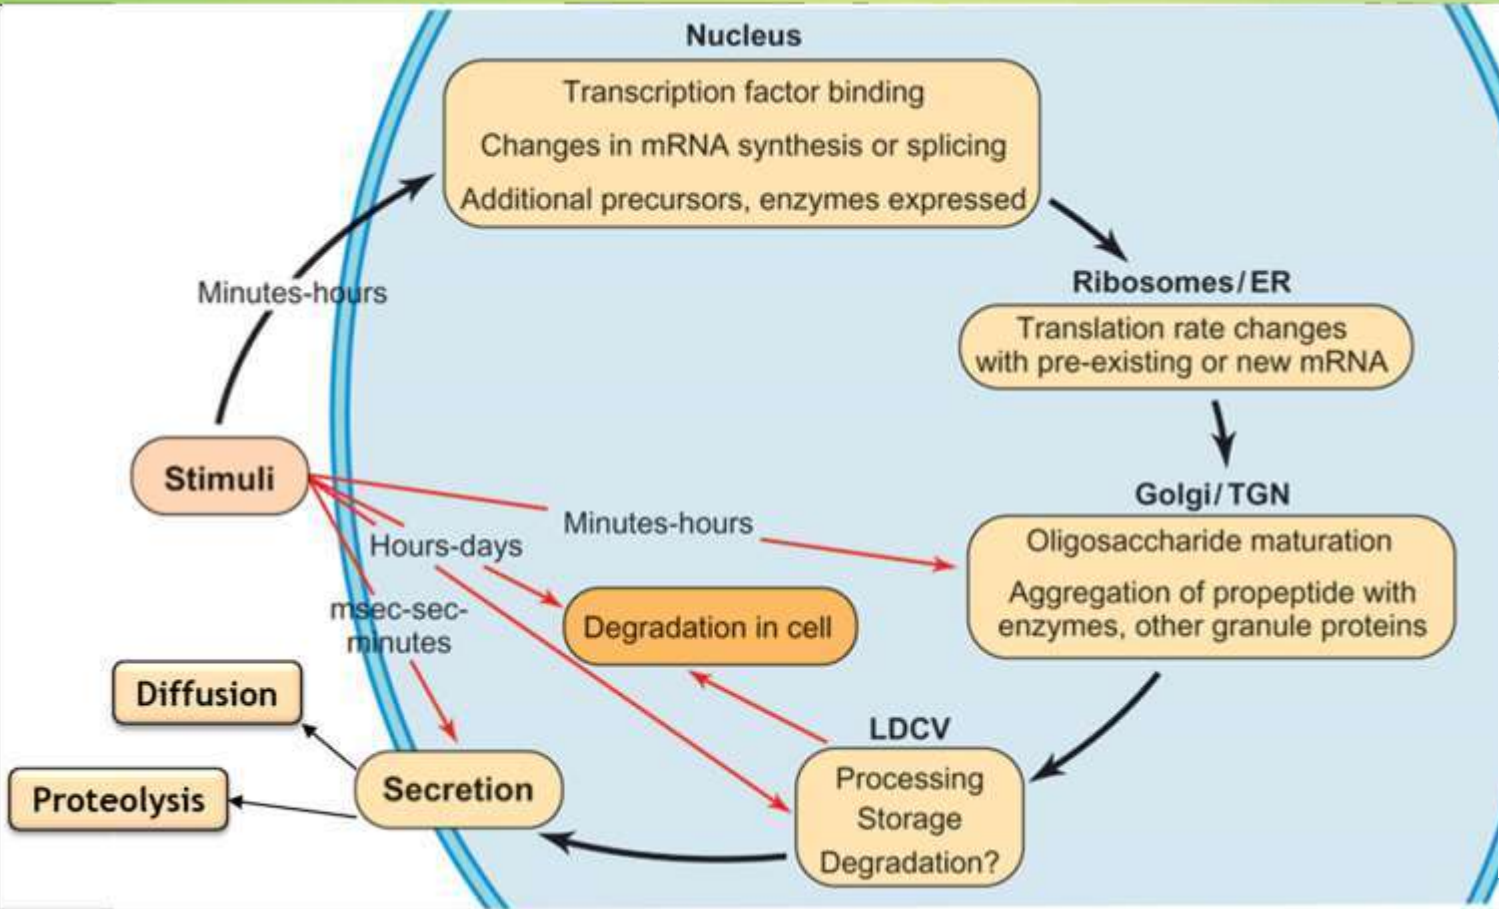 Nucleus
Transcription factor binding
Changes in mRNA synthesis or splicing
Additional precursors, enzymes expressed
Minutes-hours
Ribosomes/ER
Translation rate changes
with pre-existing or new mRNA
Stimuli
Golgi/TGN
Minutes-hours
Oligosaccharide maturation
Hours-days
Aggregation of propeptide with
enzymes, other granule proteins
msec-sec-
minutes
Degradation in cell
Diffusion
LDCV
Processing
Storage
Degradation?
Secretion
Proteolysis